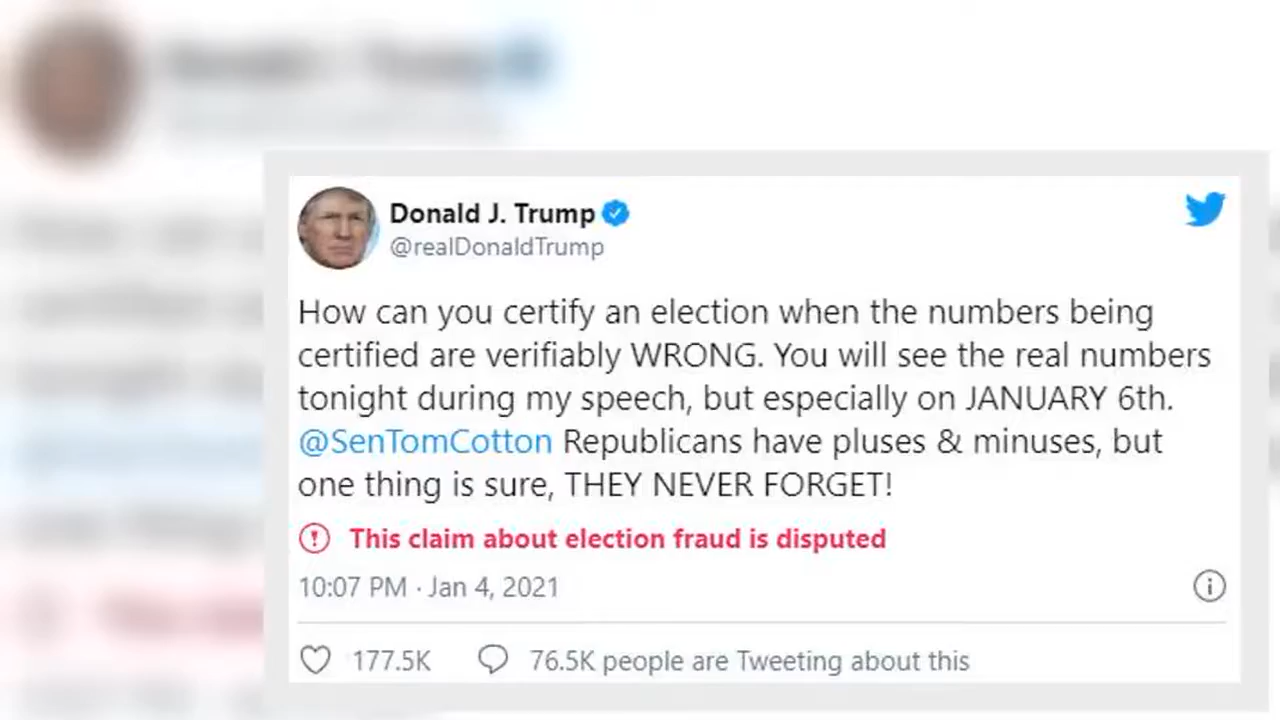 Donald J. Trump
@realDonaldTrump
How can you certify an election when the numbers being
certified are verifiably WRONG. You will see the real numbers
tonight during my speech, but especially on JANUARY 6th.
@SenTomCotton Republicans have pluses & minuses, but
one thing is sure, THEY NEVER FORGET!
This claim about election fraud is disputed
10:07 PM · Jan 4, 2021
177.5K 76.5K people are Tweeting about this